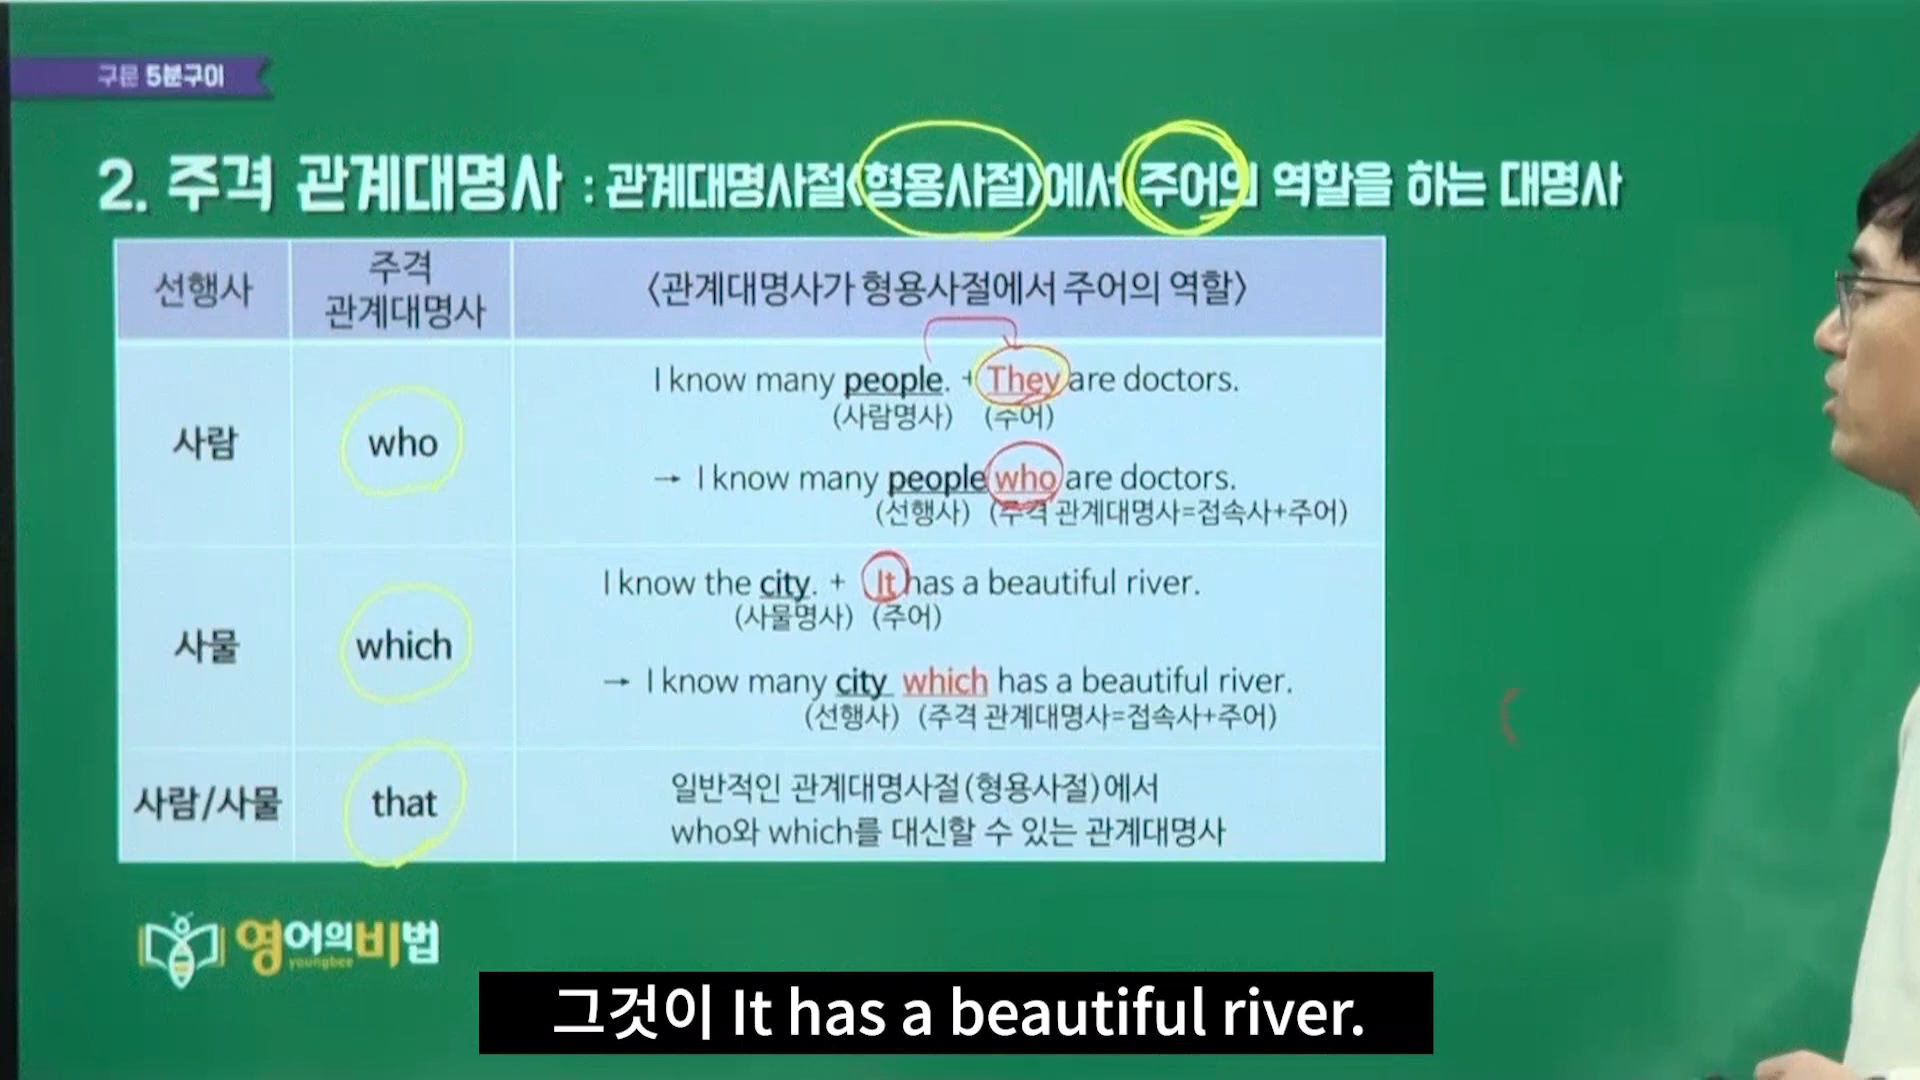 구문 5분구이
2. 주격 관계대명사 : 관계대명사절<형용사절>에서 주어의 역할을 하는 대명사
선행사
주격
관계대명사
<관계대명사가 형용사절에서 주어의 역할>
사람
who
I know many people. + They are doctors.
(사람명사) (주어)
→ I know many people who are doctors.
(선행사) (주격 관계대명사=접속사+주어)
사물
which
I know the city. + It has a beautiful river.
(사물명사) (주어)
→ I know many city which has a beautiful river.
(선행사) (주격 관계대명사=접속사+주어)
사람/사물
that
일반적인 관계대명사절(형용사절)에서
who와 which를 대신할 수 있는 관계대명사
영어의비법
youngbee
그것이 It has a beautiful river.